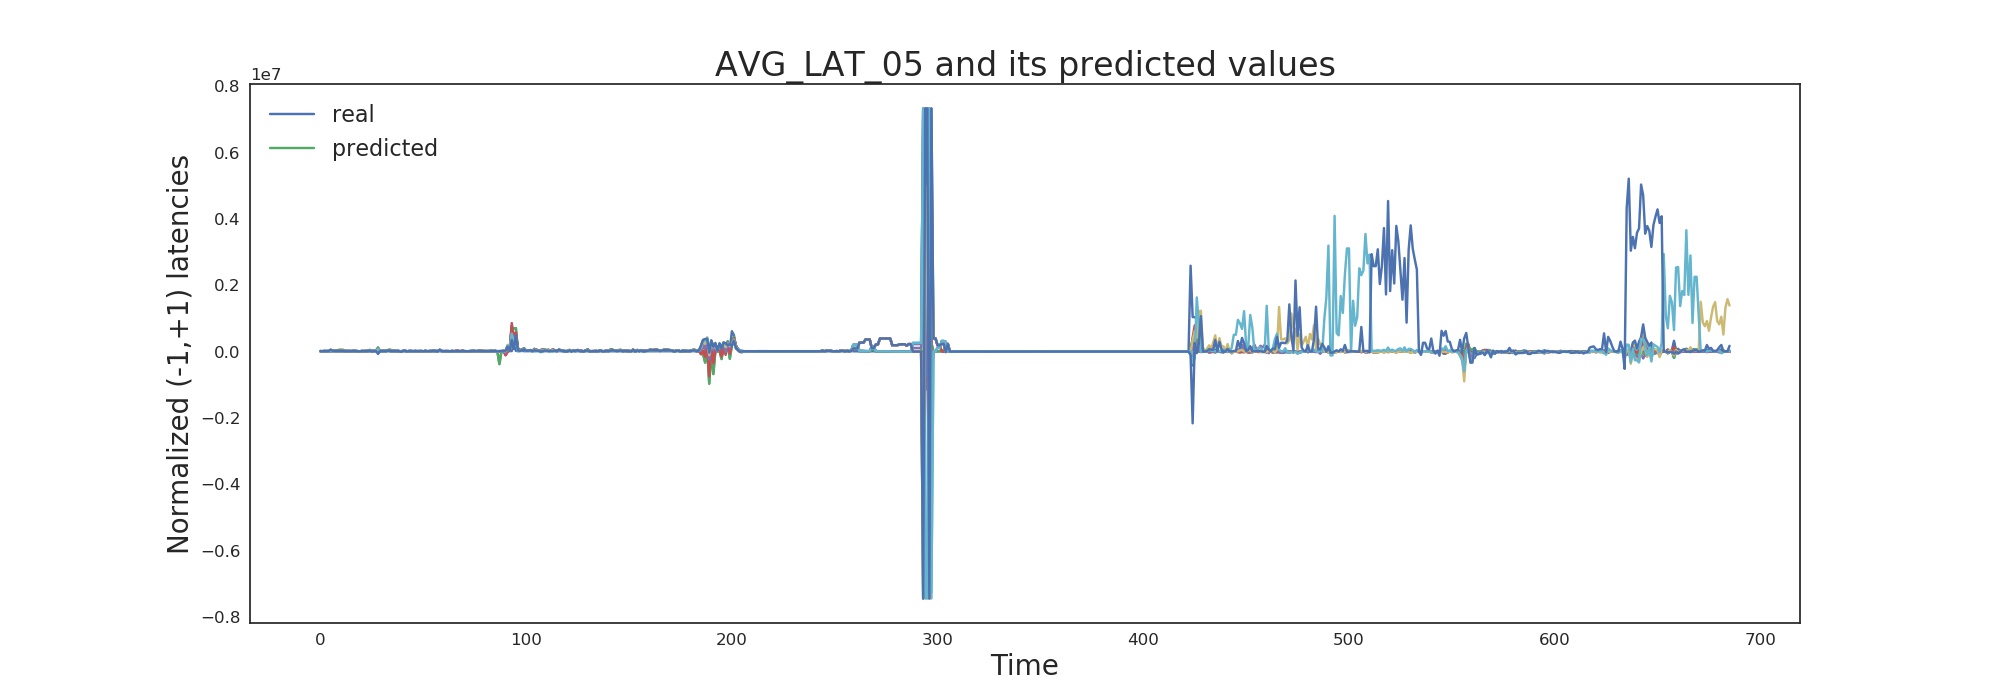 AVG_LAT_05 and its predicted values
1e7
real
predicted
Normalized (-1,+1) latencies
0.8
0.6
0.4
0.2
0.0
−0.2
−0.4
−0.6
−0.8
0 100 200 300 400 500 600 700
Time